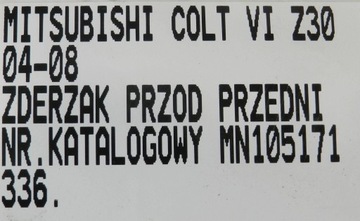 MITSUBISHI COLT VI Z30
04-08
ZDERZAK PRZOD PRZEDNI
NR.KATALOGOWY MN105171
336.